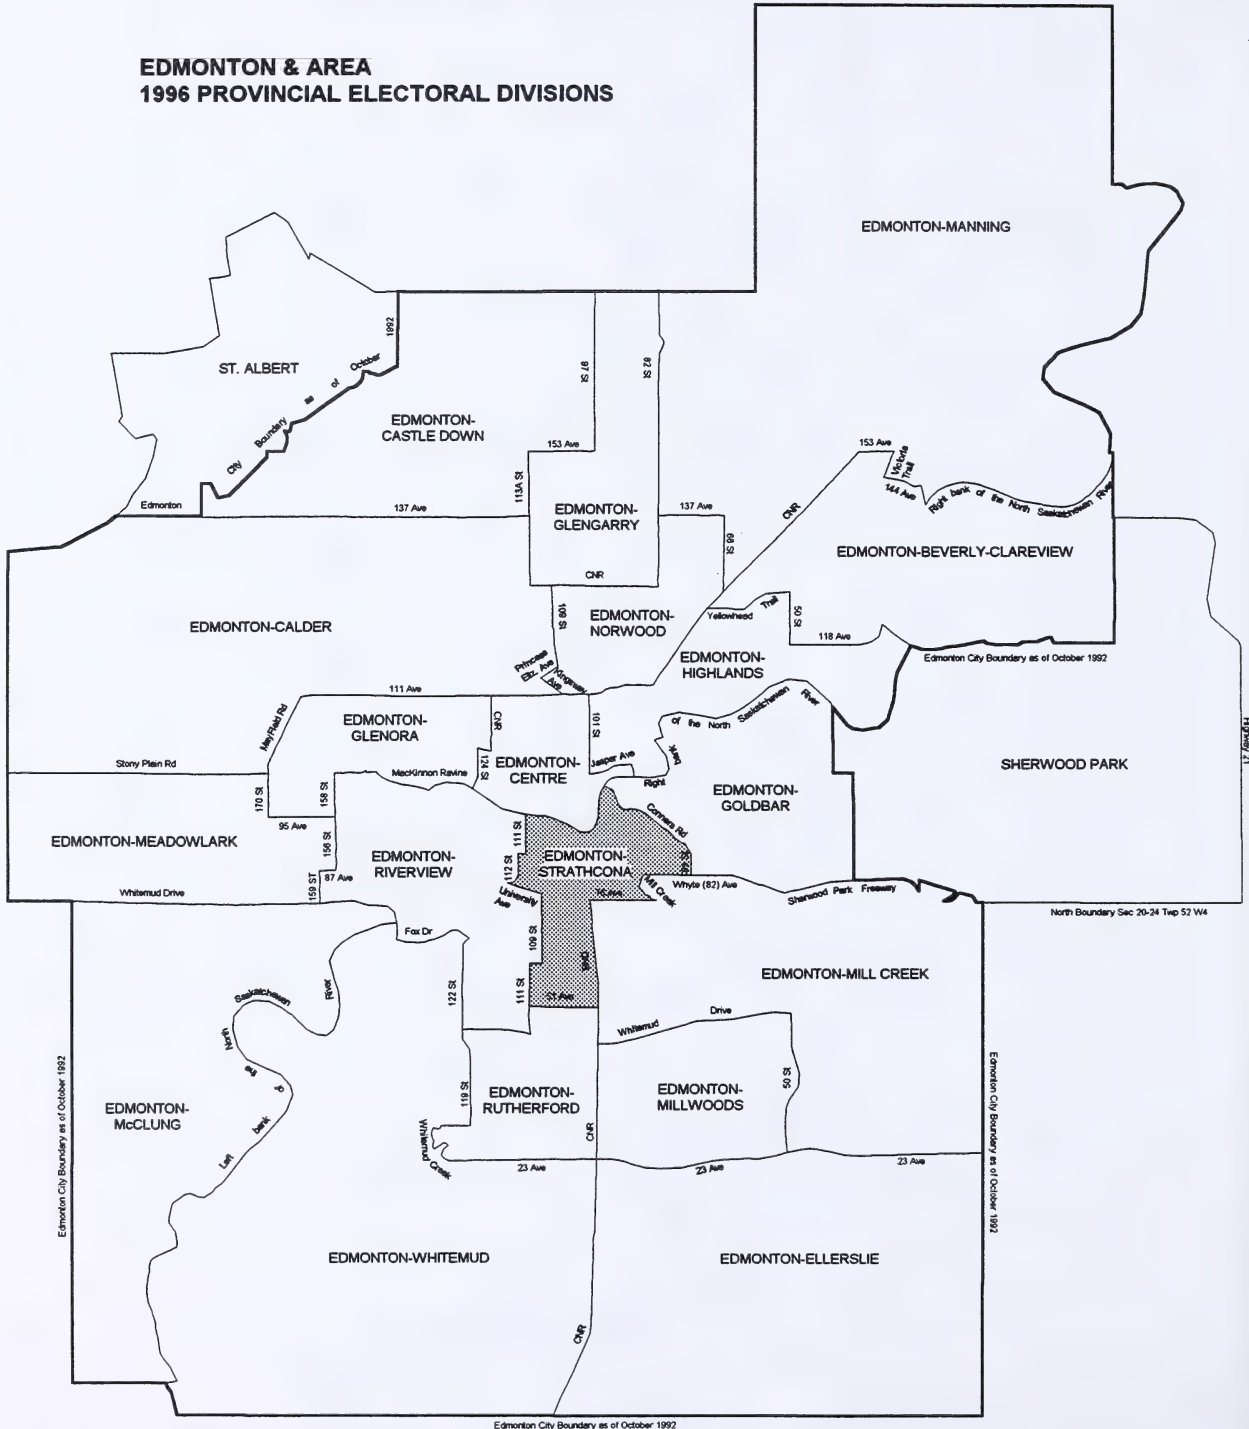 EDMONTON & AREA
1996 PROVINCIAL ELECTORAL DIVISIONS
EDMONTON-MANNING
1992
ST. ALBERT
City Boundary as of October
97 St
82 St
EDMONTON-
CASTLE DOWN
153 Ave
153 Ave
Victoria
Trail
144 Ave
Right bank of the North Saskatchewan River
113A St
Edmonton
137 Ave
EDMONTON-
GLENGARRY
137 Ave
CNR
66 St
EDMONTON-BEVERLY-CLAREVIEW
CNR
109 St
EDMONTON-
NORWOOD
Yellowhead Trail
50 St
118 Ave
EDMONTON-CALDER
Princess
Eliz. Ave
Kingsway
Ave
EDMONTON-
HIGHLANDS
Edmonton City Boundary as of October 1992
111 Ave
Mayfield Rd
EDMONTON-
GLENORA
CNR
101 St
of the North Saskatchewan River
bank
Right
Highway 21
Stony Plain Rd
MacKinnon Ravine
124 St
EDMONTON-
CENTRE
Jasper Ave
SHERWOOD PARK
170 St
158 St
EDMONTON-
GOLDBAR
95 Ave
156 St
Connors Rd
EDMONTON-MEADOWLARK
111 St
EDMONTON-
RIVERVIEW
112 St
EDMONTON-
STRATHCONA
159 ST
87 Ave
Whitemud Drive
University
Ave
Mill Creek
Whyte (82) Ave
Sherwood Park Freeway
North Boundary Sec 20-24 Twp 52 W4
Fox Dr
109 St
CNR
EDMONTON-MILL CREEK
North Saskatchewan River
122 St
111 St
51 Ave
Whitemud Drive
of the
Left bank
EDMONTON-
McCLUNG
119 St
EDMONTON-
RUTHERFORD
EDMONTON-
MILLWOODS
50 St
Edmonton City Boundary as of October 1992
Edmonton City Boundary as of October 1992
Whitemud
Creek
CNR
23 Ave
23 Ave
23 Ave
EDMONTON-WHITEMUD
EDMONTON-ELLERSLIE
CNR
Edmonton City Boundary as of October 1992